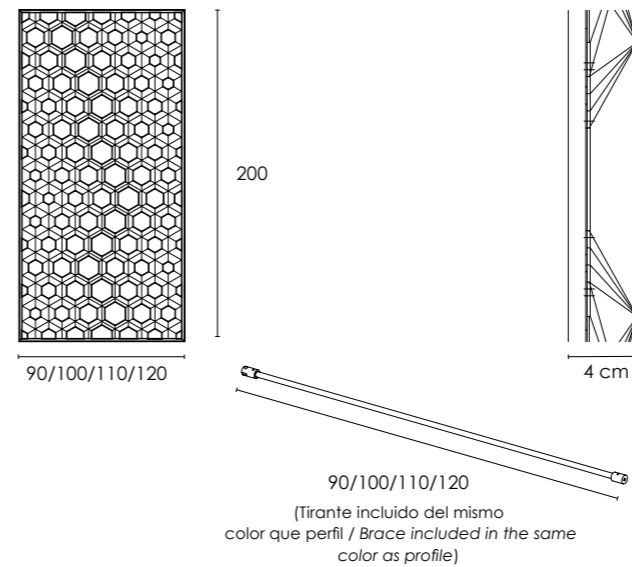 200
90/100/110/120
4 cm
90/100/110/120
(Tirante incluido del mismo
color que perfil / Brace included in the same
color as profile)